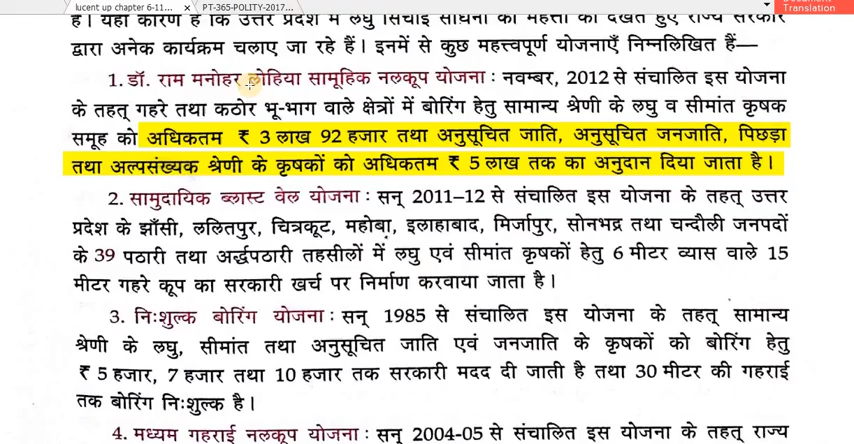 lucent up chapter 6-11...
PT-365-POLITY-2017...
Translation
है। यही कारण है कि उत्तर प्रदेश में लघु सिंचाई साधनों की महत्ता को देखते हुए राज्य सरकार
द्वारा अनेक कार्यक्रम चलाए जा रहे हैं। इनमें से कुछ महत्त्वपूर्ण योजनाएँ निम्नलिखित हैं—
1. डॉ. राम मनोहर लोहिया सामूहिक नलकूप योजना : नवम्बर, 2012 से संचालित इस योजना
के तहत् गहरे तथा कठोर भू-भाग वाले क्षेत्रों में बोरिंग हेतु सामान्य श्रेणी के लघु व सीमांत कृषक
समूह को अधिकतम ₹ 3 लाख 92 हजार तथा अनुसूचित जाति, अनुसूचित जनजाति, पिछड़ा
तथा अल्पसंख्यक श्रेणी के कृषकों को अधिकतम ₹ 5 लाख तक का अनुदान दिया जाता है।
2. सामुदायिक ब्लास्ट वेल योजना : सन् 2011-12 से संचालित इस योजना के तहत् उत्तर
प्रदेश के झाँसी, ललितपुर, चित्रकूट, महोबा, इलाहाबाद, मिर्जापुर, सोनभद्र तथा चन्दौली जनपदों
के 39 पठारी तथा अर्द्धपठारी तहसीलों में लघु एवं सीमांत कृषकों हेतु 6 मीटर व्यास वाले 15
मीटर गहरे कूप का सरकारी खर्च पर निर्माण करवाया जाता है।
3. निःशुल्क बोरिंग योजना : सन् 1985 से संचालित इस योजना के तहत् सामान्य
श्रेणी के लघु, सीमांत तथा अनुसूचित जाति एवं जनजाति के कृषकों को बोरिंग हेतु
₹ 5 हजार, 7 हजार तथा 10 हजार तक सरकारी मदद दी जाती है तथा 30 मीटर की गहराई
तक बोरिंग निःशुल्क है।
4. मध्यम गहराई नलकूप योजना : सन् 2004-05 से संचालित इस योजना के तहत् राज्य